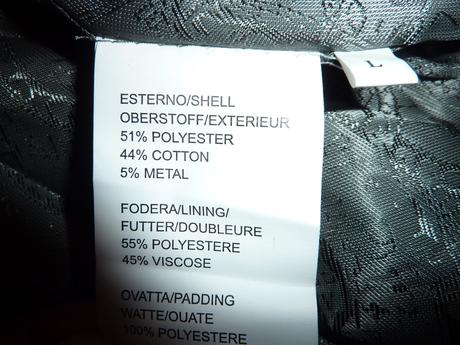 L
ESTERNO/SHELL
OBERSTOFF/EXTERIEUR
51% POLYESTER
44% COTTON
5% METAL
FODERA/LINING/
FUTTER/DOUBLEURE
55% POLYESTERE
45% VISCOSE
OVATTA/PADDING
WATTE/OUATE
100% POLYESTERE